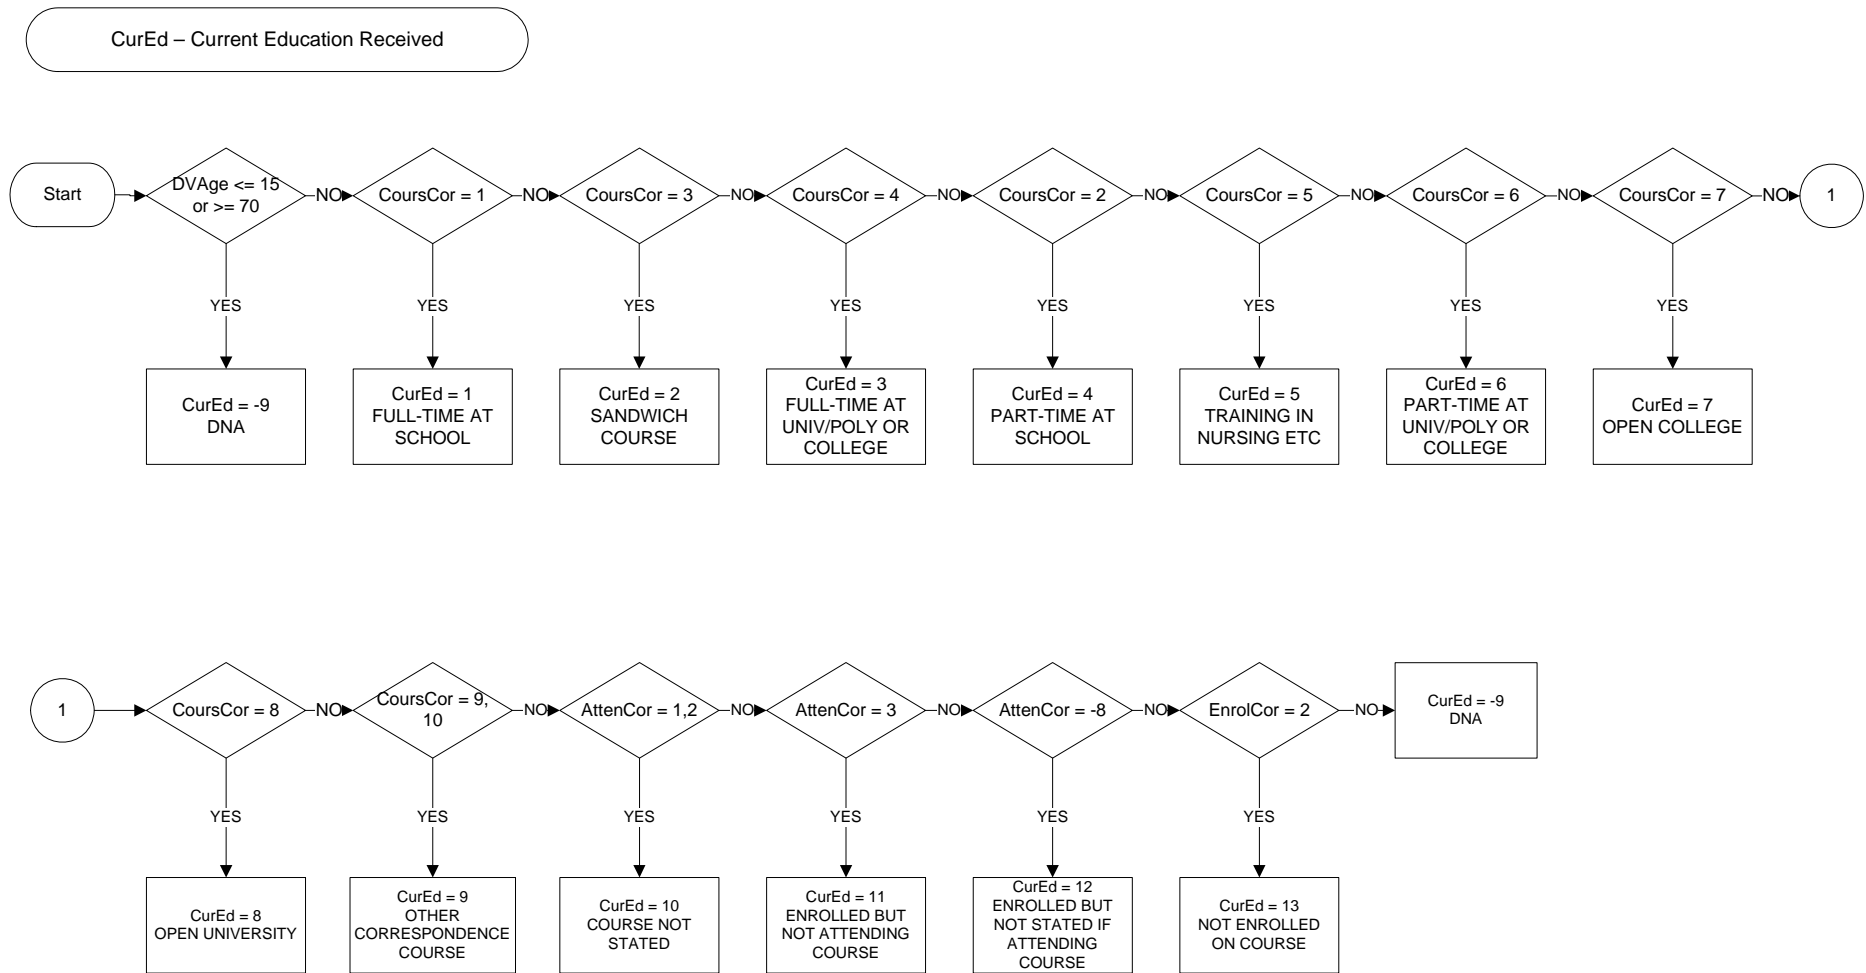 CurEd – Current Education Received
Start
DVAge <= 15
or >= 70
NO
CoursCor = 1
NO
CoursCor = 3
NO
CoursCor = 4
NO
CoursCor = 2
NO
CoursCor = 5
NO
CoursCor = 6
NO
CoursCor = 7
NO
1
YES
YES
YES
YES
YES
YES
YES
YES
CurEd = -9
DNA
CurEd = 1
FULL-TIME AT
SCHOOL
CurEd = 2
SANDWICH
COURSE
CurEd = 3
FULL-TIME AT
UNIV/POLY OR
COLLEGE
CurEd = 4
PART-TIME AT
SCHOOL
CurEd = 5
TRAINING IN
NURSING ETC
CurEd = 6
PART-TIME AT
UNIV/POLY OR
COLLEGE
CurEd = 7
OPEN COLLEGE
1
CoursCor = 8
NO
CoursCor = 9,
10
NO
AttenCor = 1,2
NO
AttenCor = 3
NO
AttenCor = -8
NO
EnrolCor = 2
NO
CurEd = -9
DNA
YES
YES
YES
YES
YES
YES
CurEd = 8
OPEN UNIVERSITY
CurEd = 9
OTHER
CORRESPONDENCE
COURSE
CurEd = 10
COURSE NOT
STATED
CurEd = 11
ENROLLED BUT
NOT ATTENDING
COURSE
CurEd = 12
ENROLLED BUT
NOT STATED IF
ATTENDING
COURSE
CurEd = 13
NOT ENROLLED
ON COURSE